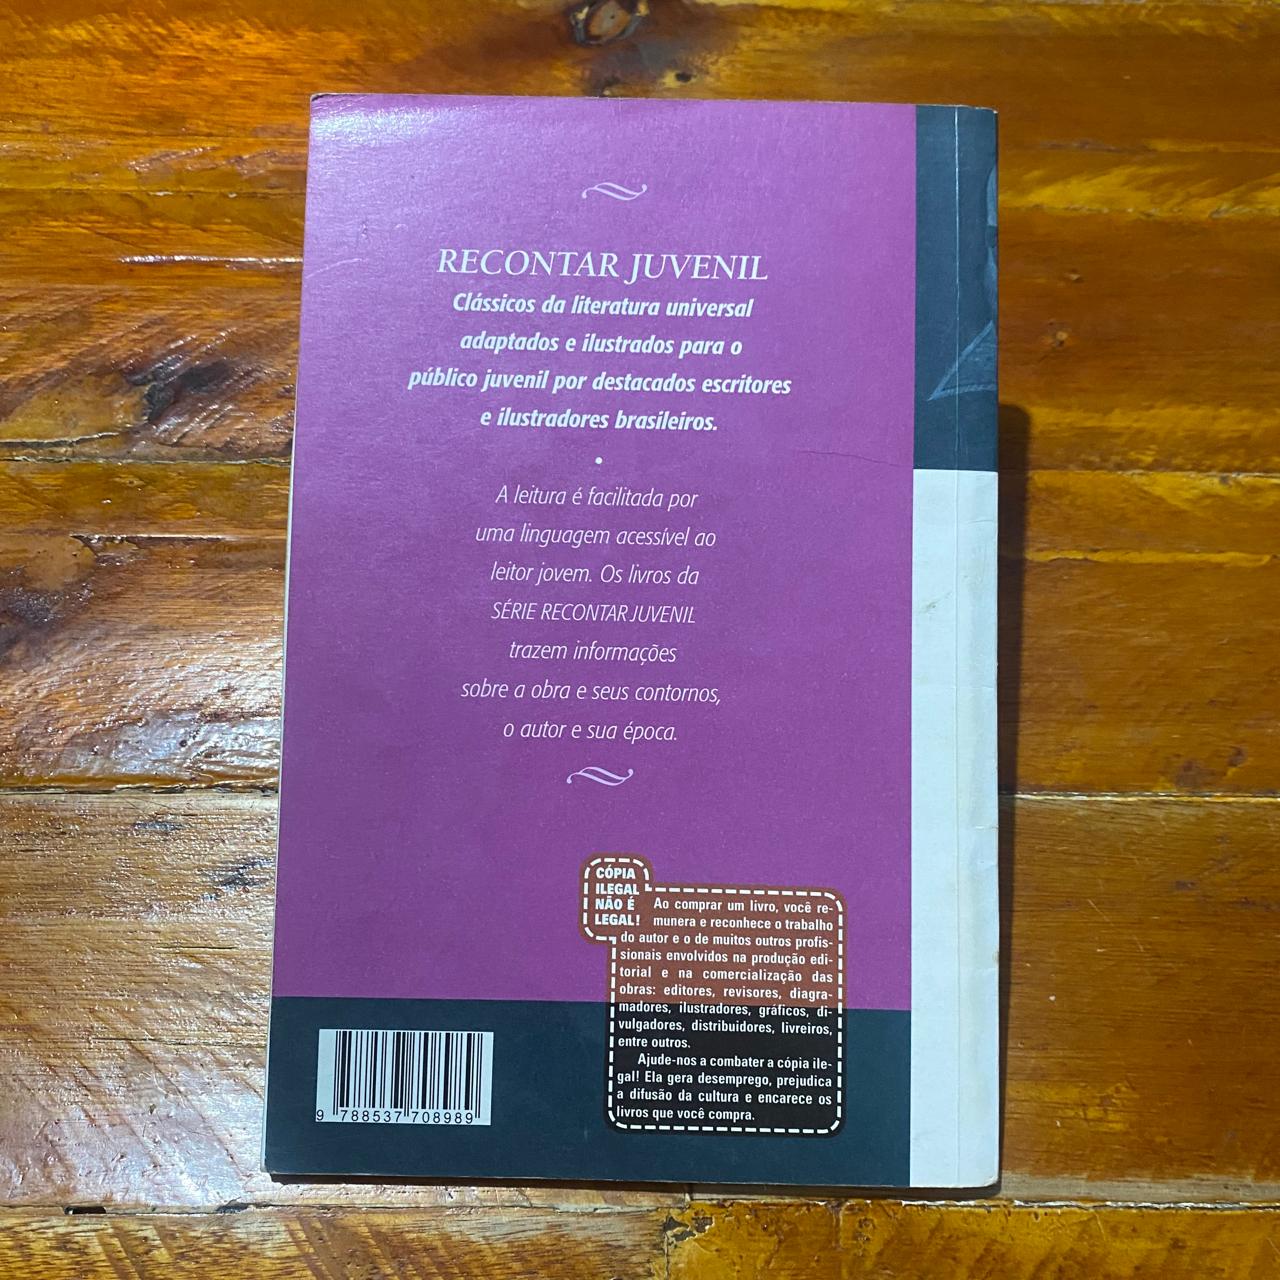 RECONTAR JUVENIL
Clássicos da literatura universal
adaptados e ilustrados para o
público juvenil por destacados escritores
e ilustradores brasileiros.
•
A leitura é facilitada por
uma linguagem acessível ao
leitor jovem. Os livros da
SÉRIE RECONTAR JUVENIL
trazem informações
sobre a obra e seus contornos,
o autor e sua época.
CÓPIA
ILEGAL
NÃO É
LEGAL!
Ao comprar um livro, você re-
munera e reconhece o trabalho
do autor e o de muitos outros profis-
sionais envolvidos na produção edi-
torial e na comercialização das
obras: editores, revisores, diagra-
madores, ilustradores, gráficos, di-
vulgadores, distribuidores, livreiros,
entre outros.
Ajude-nos a combater a cópia ile-
gal! Ela gera desemprego, prejudica
a difusão da cultura e encarece os
livros que você compra.
9 788537 708989